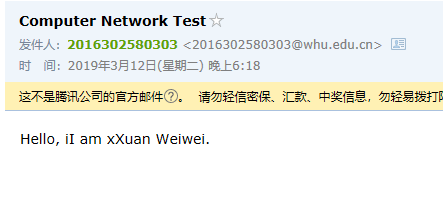 Computer Network Test☆
发件人：2016302580303 <2016302580303@whu.edu.cn>
时 间：2019年3月12日(星期二) 晚上6:18
这不是腾讯公司的官方邮件?。 请勿轻信密保、汇款、中奖信息，勿轻易拨打
Hello, iI am xXuan Weiwei.